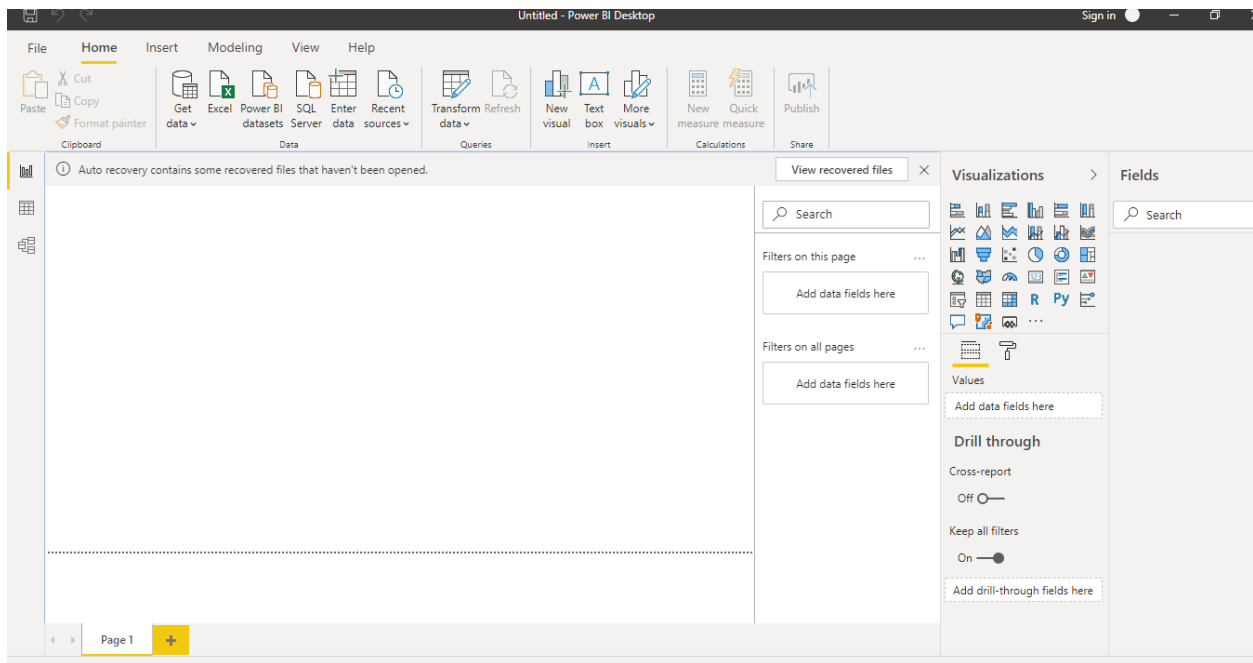 Untitled - Power BI Desktop
Sign in
File Home Insert Modeling View Help
Paste
Cut
Copy
Format painter
Clipboard
Get data
Excel
Power BI datasets
SQL Server
Enter data
Recent sources
Data
Transform data
Refresh
Queries
New visual
Text box
More visuals
Insert
New measure
Quick measure
Calculations
Publish
Share
Auto recovery contains some recovered files that haven't been opened.
View recovered files
Search
Filters on this page
...
Add data fields here
Filters on all pages
...
Add data fields here
Visualizations
123
R
Py
...
Values
Add data fields here
Drill through
Cross-report
Off
Keep all filters
On
Add drill-through fields here
Fields
Search
Page 1